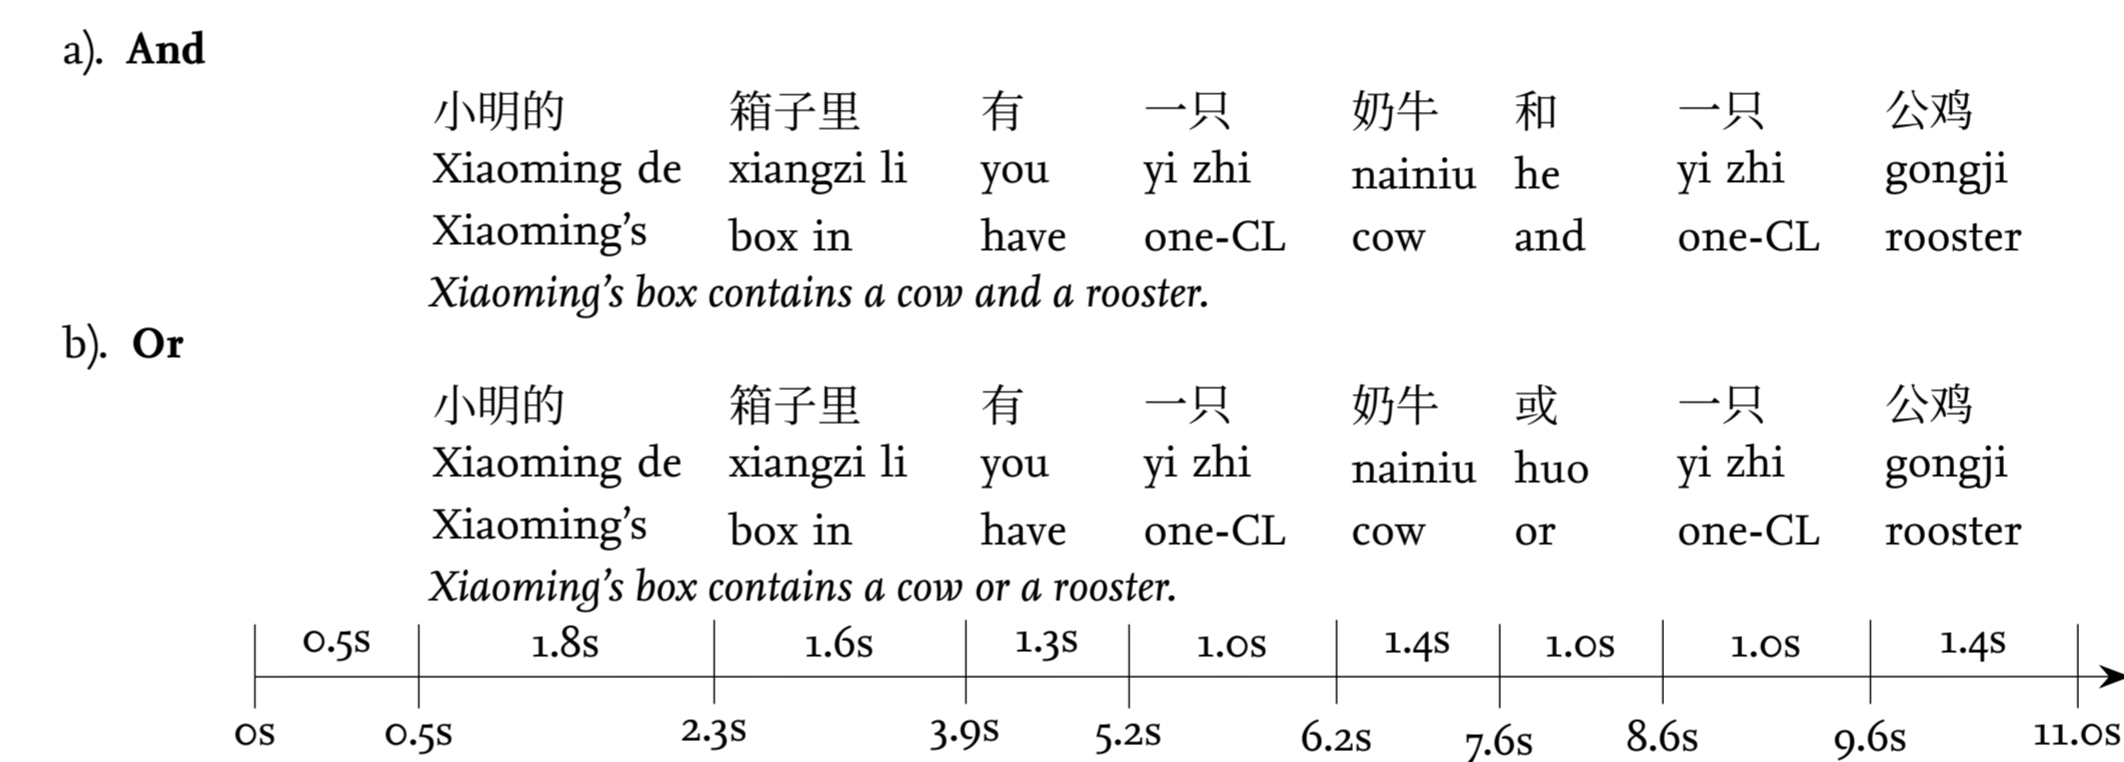 a). And
小明的 箱子里 有 一只 奶牛 和 一只 公鸡
Xiaoming de xiangzi li you yi zhi nainiu he yi zhi gongji
Xiaoming’s box in have one-CL cow and one-CL rooster
Xiaoming’s box contains a cow and a rooster.
b). Or
小明的 箱子里 有 一只 奶牛 或 一只 公鸡
Xiaoming de xiangzi li you yi zhi nainiu huo yi zhi gongji
Xiaoming’s box in have one-CL cow or one-CL rooster
Xiaoming’s box contains a cow or a rooster.
0.5s 1.8s 1.6s 1.3s 1.0s 1.4s 1.0s 1.0s 1.4s
0s 0.5s 2.3s 3.9s 5.2s 6.2s 7.6s 8.6s 9.6s 11.0s